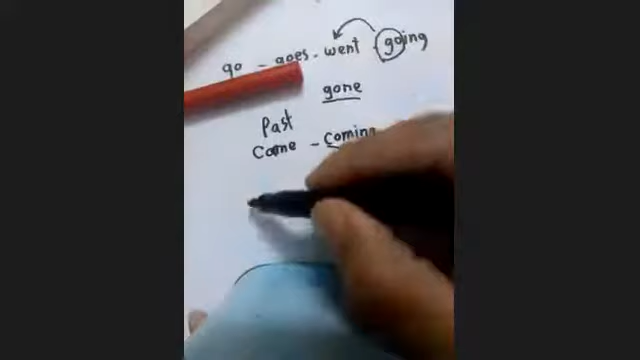 go - goes - went going
gone
Past
Come - coming